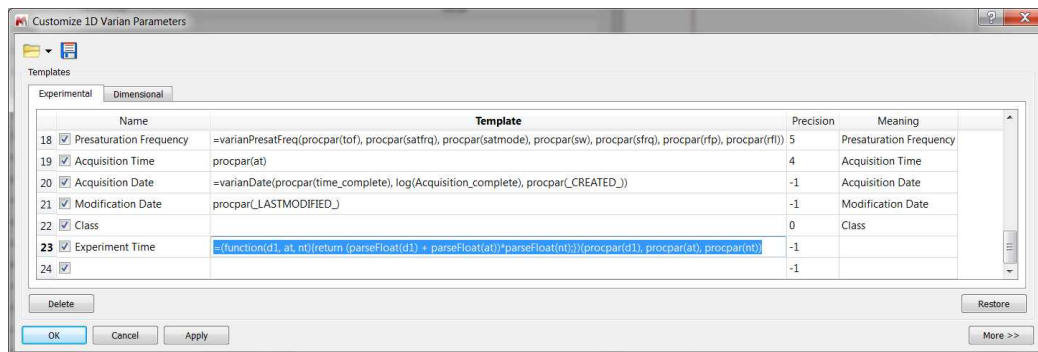 Customize 1D Varian Parameters
Templates
Experimental Dimensional
Name Template Precision Meaning
18 Presaturation Frequency =varianPresatFreq(procpar(tof), procpar(satfrq), procpar(satmode), procpar(sw), procpar(sfrq), procpar(rfp), procpar(rfl)) 5 Presaturation Frequency
19 Acquisition Time procpar(at) 4 Acquisition Time
20 Acquisition Date =varianDate(procpar(time_complete), log(Acquisition_complete), procpar(_CREATED_)) -1 Acquisition Date
21 Modification Date procpar(_LASTMODIFIED_) -1 Modification Date
22 Class 0 Class
23 Experiment Time =(function(d1, at, nt){return (parseFloat(d1) + parseFloat(at))*parseFloat(nt);})(procpar(d1), procpar(at), procpar(nt)) -1
24 -1
Delete Restore
OK Cancel Apply More >>